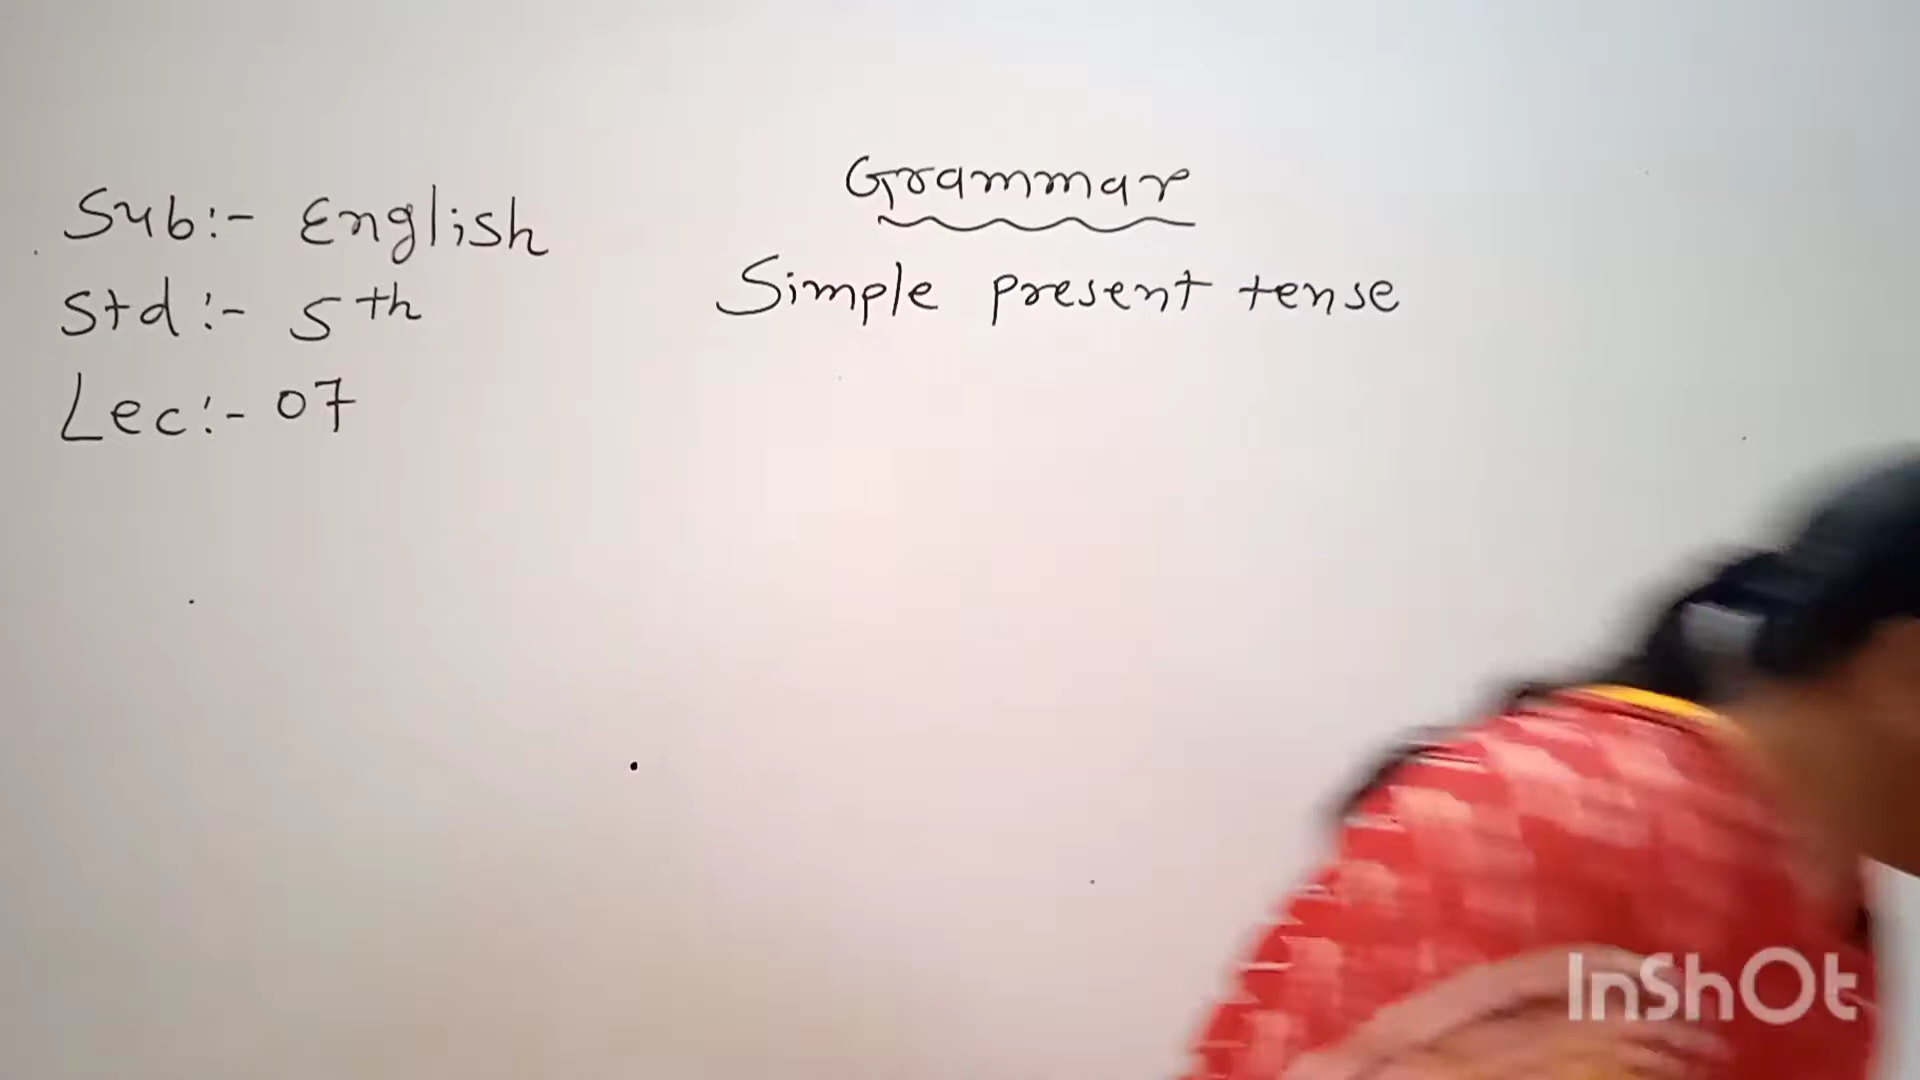 Sub:- English
Std:- 5th
Lec:- 07
Grammar
Simple present tense
InShOt